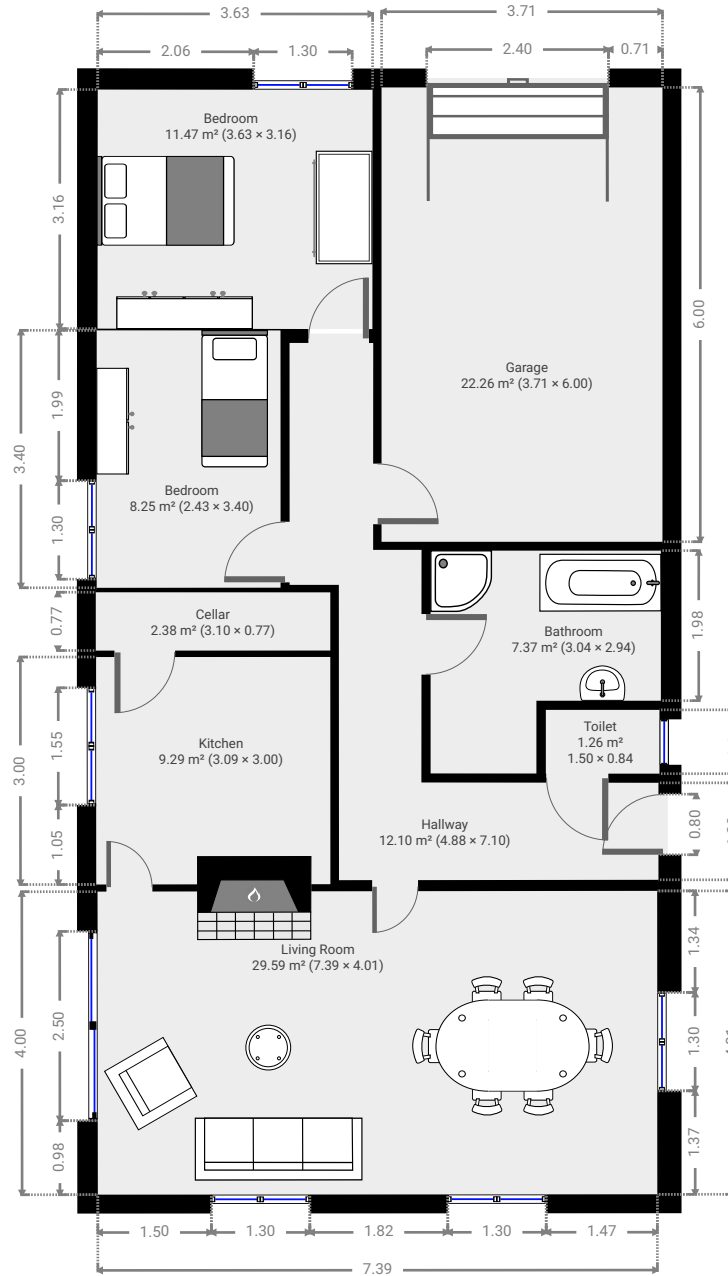 3.63
3.71
2.06
1.30
2.40
0.71
Bedroom
11.47 m² (3.63 × 3.16)
3.16
6.00
Garage
22.26 m² (3.71 × 6.00)
3.40
1.99
Bedroom
8.25 m² (2.43 × 3.40)
1.30
0.77
Cellar
2.38 m² (3.10 × 0.77)
1.98
Bathroom
7.37 m² (3.04 × 2.94)
3.00
1.55
Kitchen
9.29 m² (3.09 × 3.00)
Toilet
1.26 m²
1.50 × 0.84
1.05
Hallway
12.10 m² (4.88 × 7.10)
0.80
Living Room
29.59 m² (7.39 × 4.01)
1.34
4.00
2.50
1.30
0.98
1.37
1.50
1.30
1.82
1.30
1.47
7.39